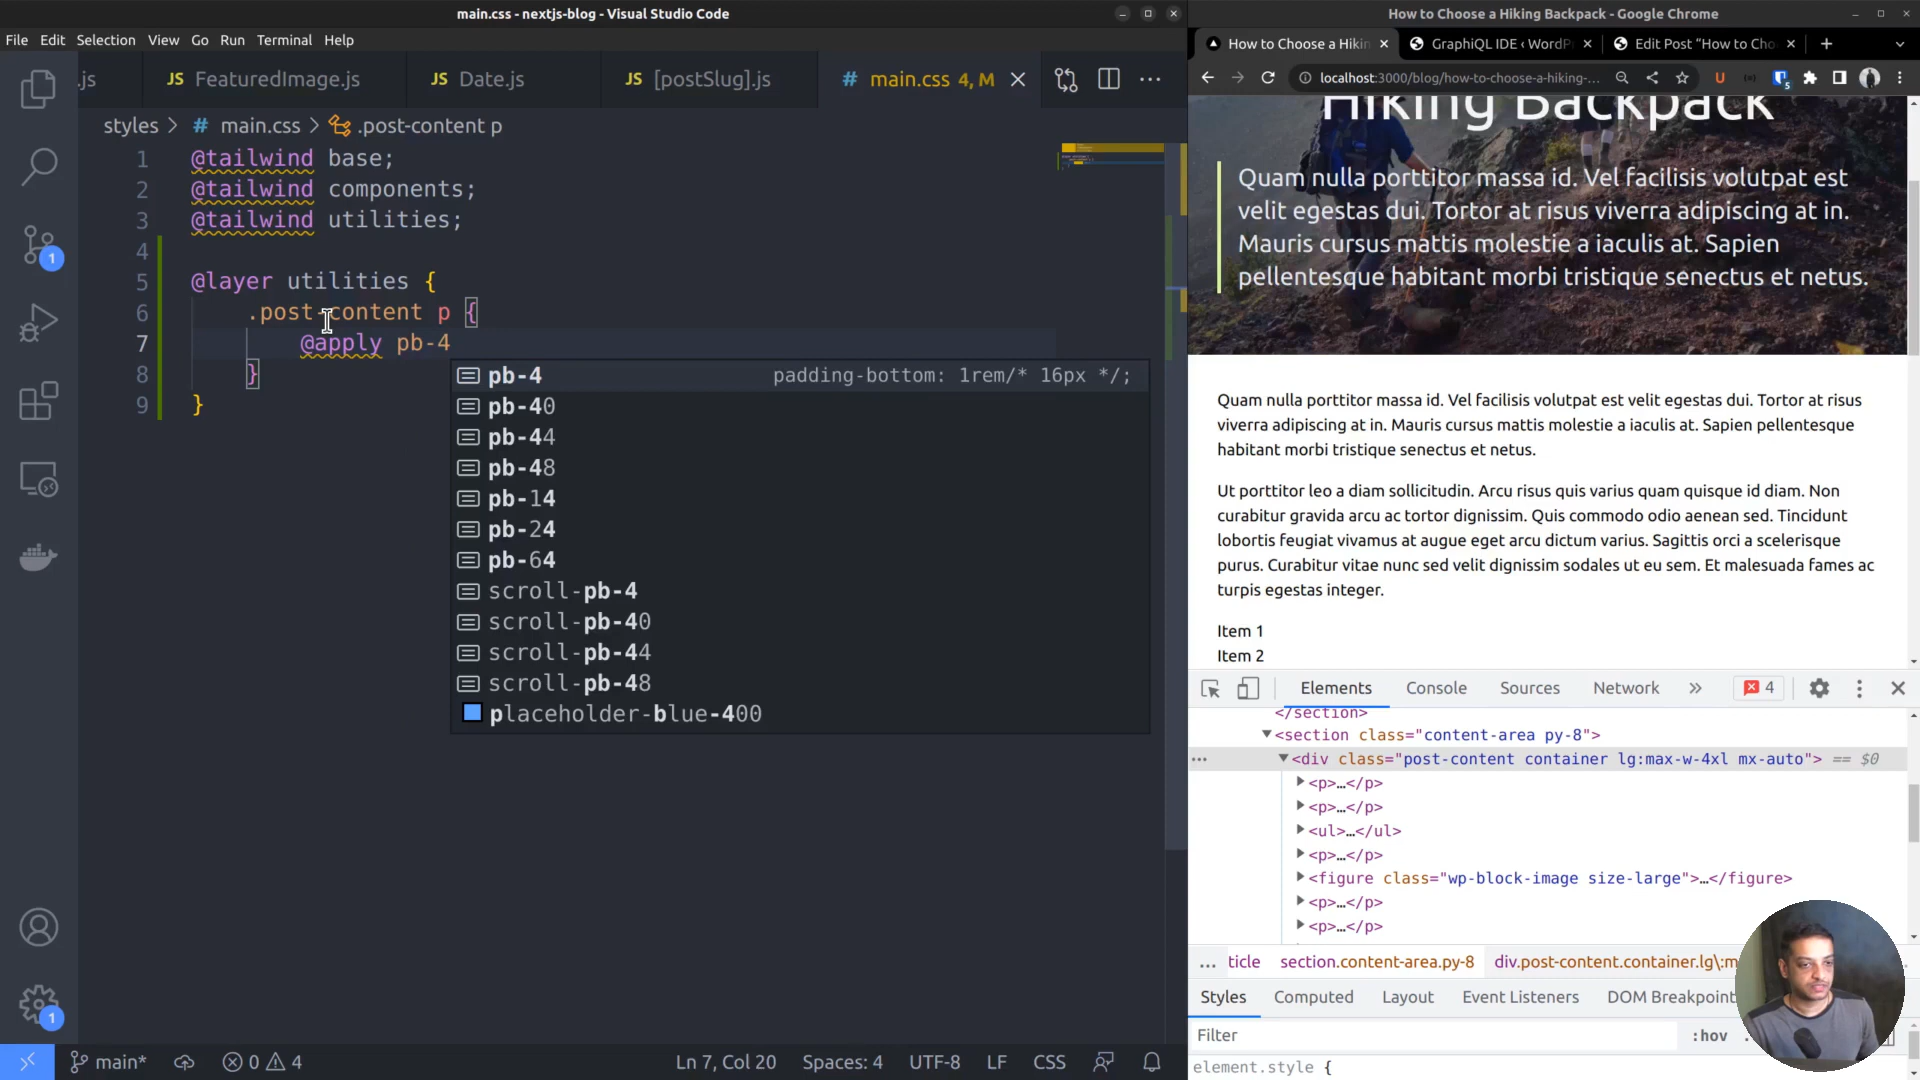 main.css - nextjs-blog - Visual Studio Code
File Edit Selection View Go Run Terminal Help
.js
JS FeaturedImage.js
JS Date.js
JS [postSlug].js
# main.css 4, M
styles > # main.css > .post-content p
1 @tailwind base;
2 @tailwind components;
3 @tailwind utilities;
4
5 @layer utilities {
6 .post-content p {
7 @apply pb-4
8 }
9 }
pb-4 padding-bottom: 1rem/* 16px */;
pb-40
pb-44
pb-48
pb-14
pb-24
pb-64
scroll-pb-4
scroll-pb-40
scroll-pb-44
scroll-pb-48
placeholder-blue-400
1
1
main* 0 4 Ln 7, Col 20 Spaces: 4 UTF-8 LF CSS
How to Choose a Hiking Backpack - Google Chrome
How to Choose a Hikin
GraphiQL IDE ‹ WordP
Edit Post “How to Cho
localhost:3000/blog/how-to-choose-a-hiking-...
U
5
Hiking Backpack
Quam nulla porttitor massa id. Vel facilisis volutpat est
velit egestas dui. Tortor at risus viverra adipiscing at in.
Mauris cursus mattis molestie a iaculis at. Sapien
pellentesque habitant morbi tristique senectus et netus.
Quam nulla porttitor massa id. Vel facilisis volutpat est velit egestas dui. Tortor at risus
viverra adipiscing at in. Mauris cursus mattis molestie a iaculis at. Sapien pellentesque
habitant morbi tristique senectus et netus.
Ut porttitor leo a diam sollicitudin. Arcu risus quis varius quam quisque id diam. Non
curabitur gravida arcu ac tortor dignissim. Quis commodo odio aenean sed. Tincidunt
lobortis feugiat vivamus at augue eget arcu dictum varius. Sagittis orci a scelerisque
purus. Curabitur vitae nunc sed velit dignissim sodales ut eu sem. Et malesuada fames ac
turpis egestas integer.
Item 1
Item 2
Elements Console Sources Network » 4
</section>
<section class="content-area py-8">
<div class="post-content container lg:max-w-4xl mx-auto"> == $0
<p>…</p>
<p>…</p>
<ul>…</ul>
<p>…</p>
<figure class="wp-block-image size-large">…</figure>
<p>…</p>
<p>…</p>
... ticle section.content-area.py-8 div.post-content.container.lg\:m
Styles Computed Layout Event Listeners DOM Breakpoint
Filter :hov
element.style {